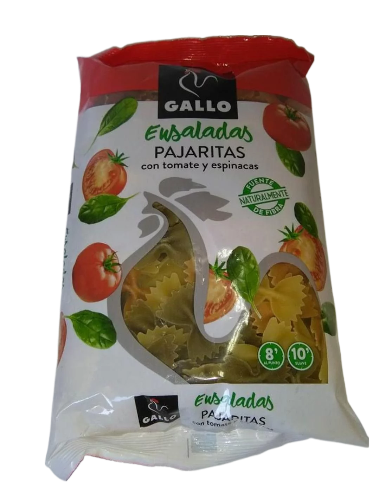 GALLO
Ensaladas
PAJARITAS
con tomate y espinacas
FUENTE
NATURALMENTE
DE FIBRA
8'
10'
GALLO
Ensaladas
PAJARITAS